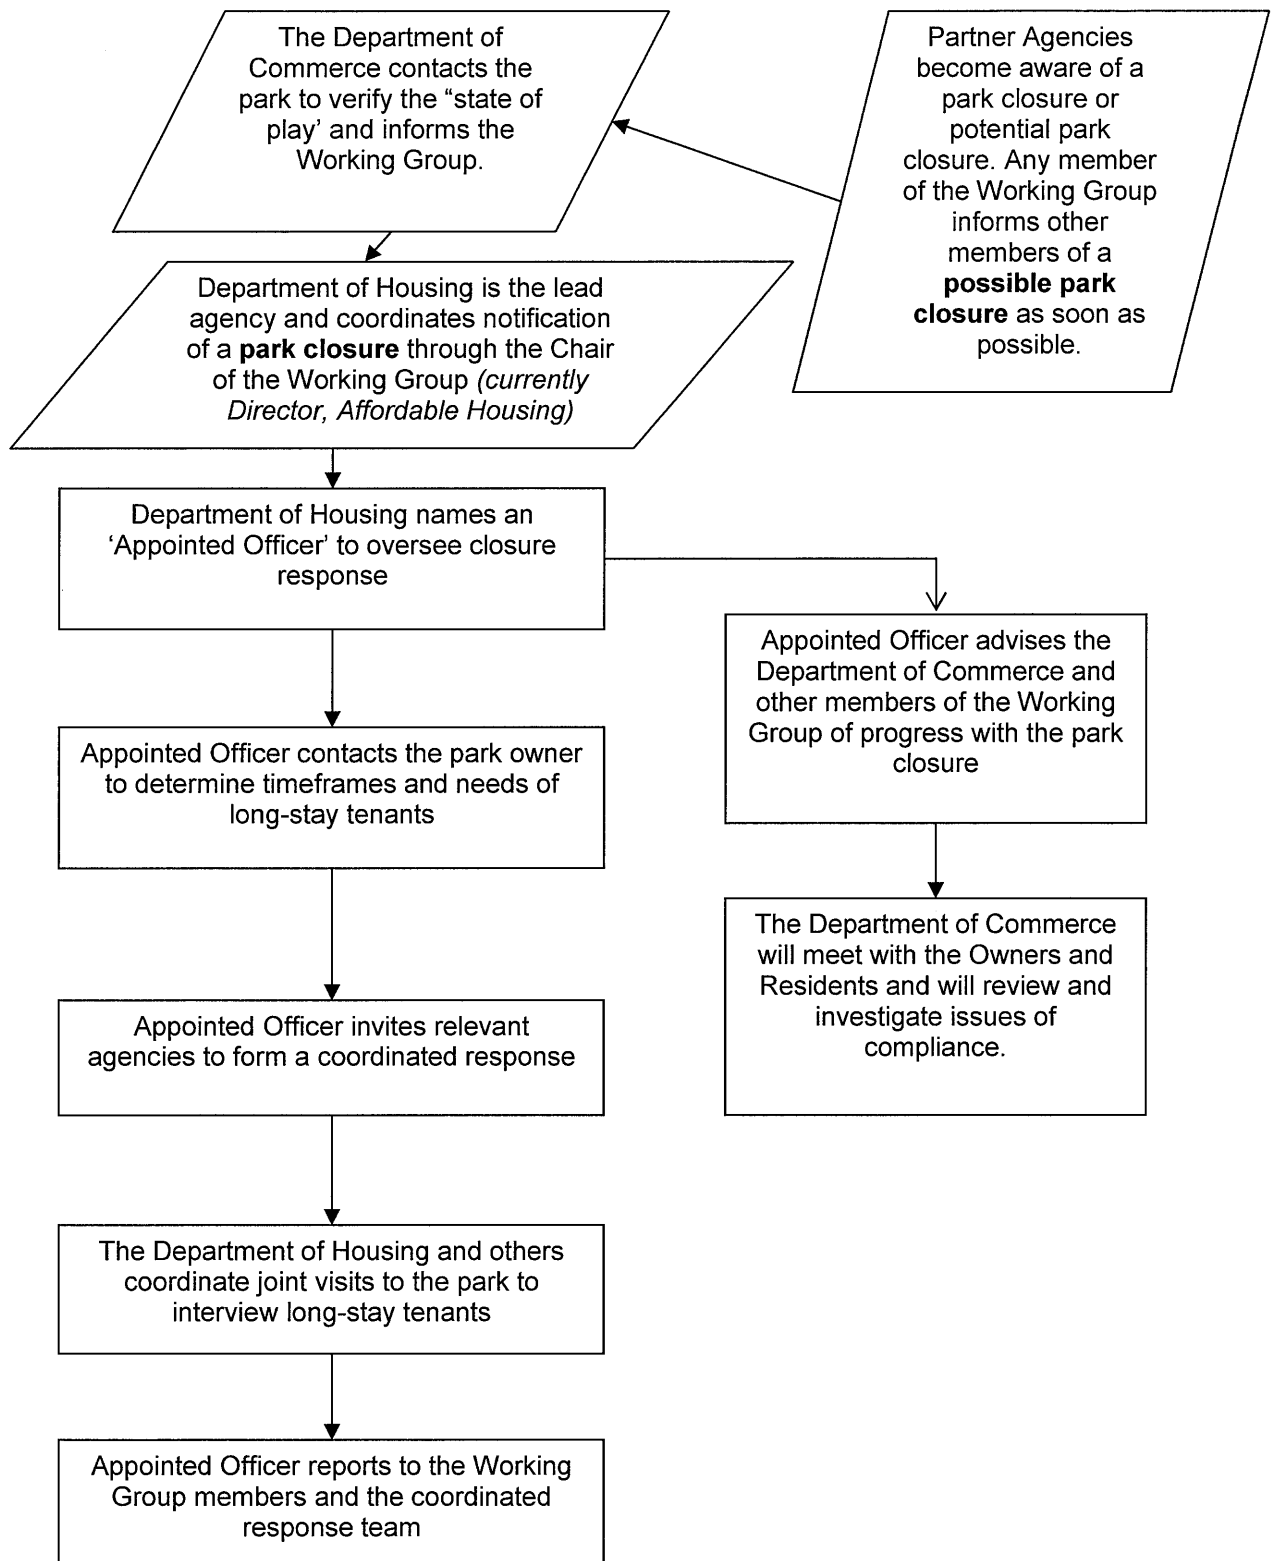 The Department of
Commerce contacts the
park to verify the “state of
play’ and informs the
Working Group.
Partner Agencies
become aware of a
park closure or
potential park
closure. Any member
of the Working Group
informs other
members of a
possible park
closure as soon as
possible.
Department of Housing is the lead
agency and coordinates notification
of a park closure through the Chair
of the Working Group (currently
Director, Affordable Housing)
Department of Housing names an
‘Appointed Officer’ to oversee closure
response
Appointed Officer advises the
Department of Commerce and
other members of the Working
Group of progress with the park
closure
Appointed Officer contacts the park owner
to determine timeframes and needs of
long-stay tenants
The Department of Commerce
will meet with the Owners and
Residents and will review and
investigate issues of
compliance.
Appointed Officer invites relevant
agencies to form a coordinated response
The Department of Housing and others
coordinate joint visits to the park to
interview long-stay tenants
Appointed Officer reports to the Working
Group members and the coordinated
response team